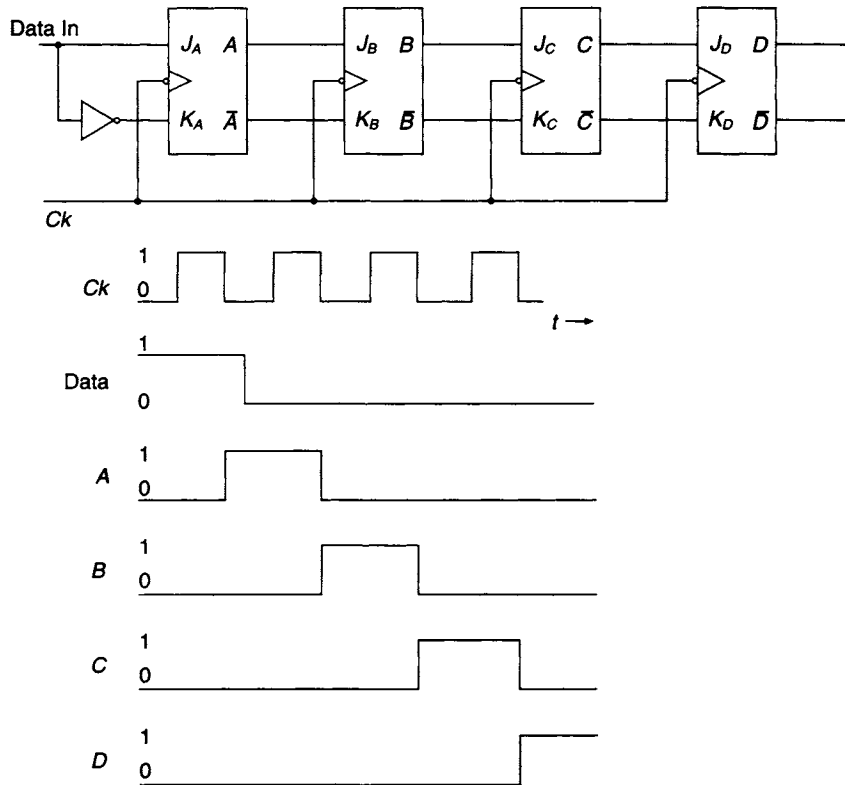 Data In
J_A A J_B B J_C C J_D D
K_A A̅ K_B B̅ K_C C̅ K_D D̅
Ck
Ck 1
0
t →
Data 1
0
A 1
0
B 1
0
C 1
0
D 1
0